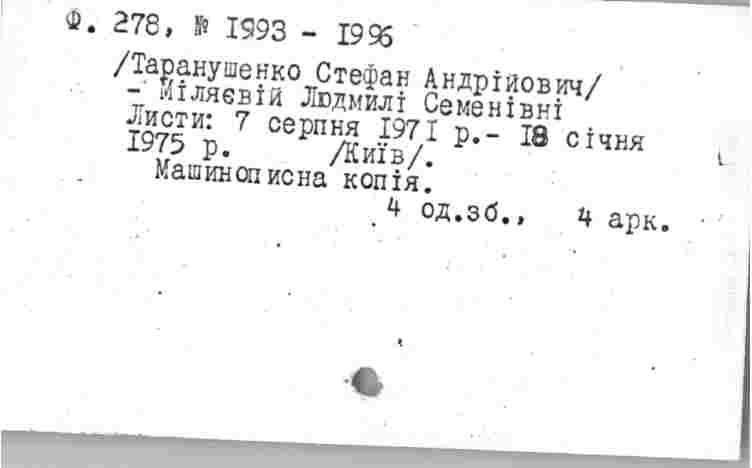 Ф. 278, № 1993 - 1996
/Таранушенко Стефан Андрійович/
- Міляєвій Людмилі Семенівні
Листи: 7 серпня 1971 р.- 18 січня
1975 р. /Київ/.
Машинописна копія.
4 од.зб., 4 арк.